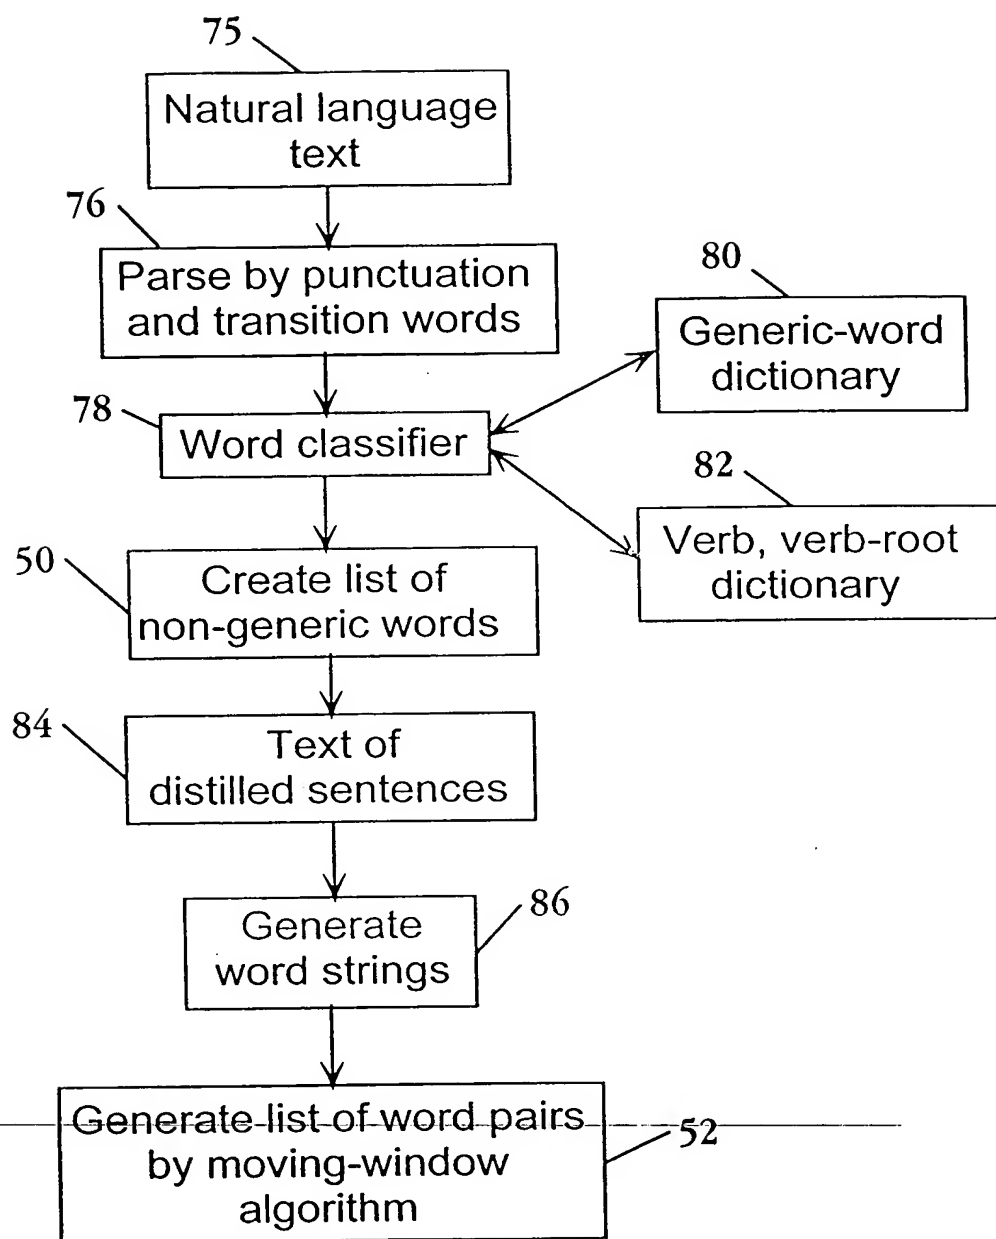 75
Natural language
text
76
Parse by punctuation
and transition words
80
Generic-word
dictionary
78
Word classifier
82
Verb, verb-root
dictionary
50
Create list of
non-generic words
84
Text of
distilled sentences
86
Generate
word strings
Generate list of word pairs
by moving-window
algorithm
52